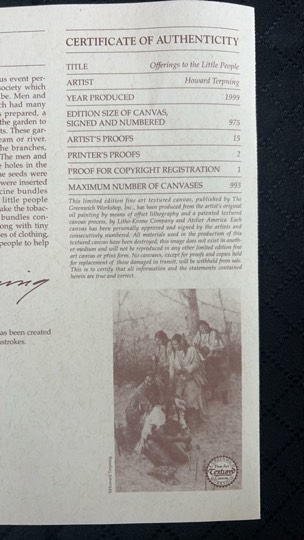 us event per-
society which
be. Men and
ch had many
prepared, a
the garden to
ts. These gar-
eam or river.
he branches,
The men and
holes in the
he seeds were
were inserted
cine bundles
little people
ake the tobac-
bundles con-
ong with tiny
es of clothing,
people to help
as been created
strokes.
CERTIFICATE OF AUTHENTICITY
TITLE Offerings to the Little People
ARTIST Howard Terpning
YEAR PRODUCED 1999
EDITION SIZE OF CANVAS,
SIGNED AND NUMBERED 975
ARTIST'S PROOFS 15
PRINTER'S PROOFS 2
PROOF FOR COPYRIGHT REGISTRATION 1
MAXIMUM NUMBER OF CANVASES 993
This limited edition fine art textured canvas, published by The
Greenwich Workshop, Inc., has been produced from the artist's original
oil painting by means of offset lithography and a patented textured
canvas process, by Litho-Krome Company and Atelier America. Each
canvas has been personally approved and signed by the artists and
consecutively numbered. All materials used in the production of this
textured canvas have been destroyed; this image does not exist in anoth-
er medium and will not be reproduced in any other limited edition fine
art canvas or print form. No canvases, except for proofs and copies held
for replacement of those damaged in transit, will be withheld from sale.
This is to certify that all information and the statements contained
herein are true and correct.
©Howard Terpning
Fine Art
Textured
Canvas